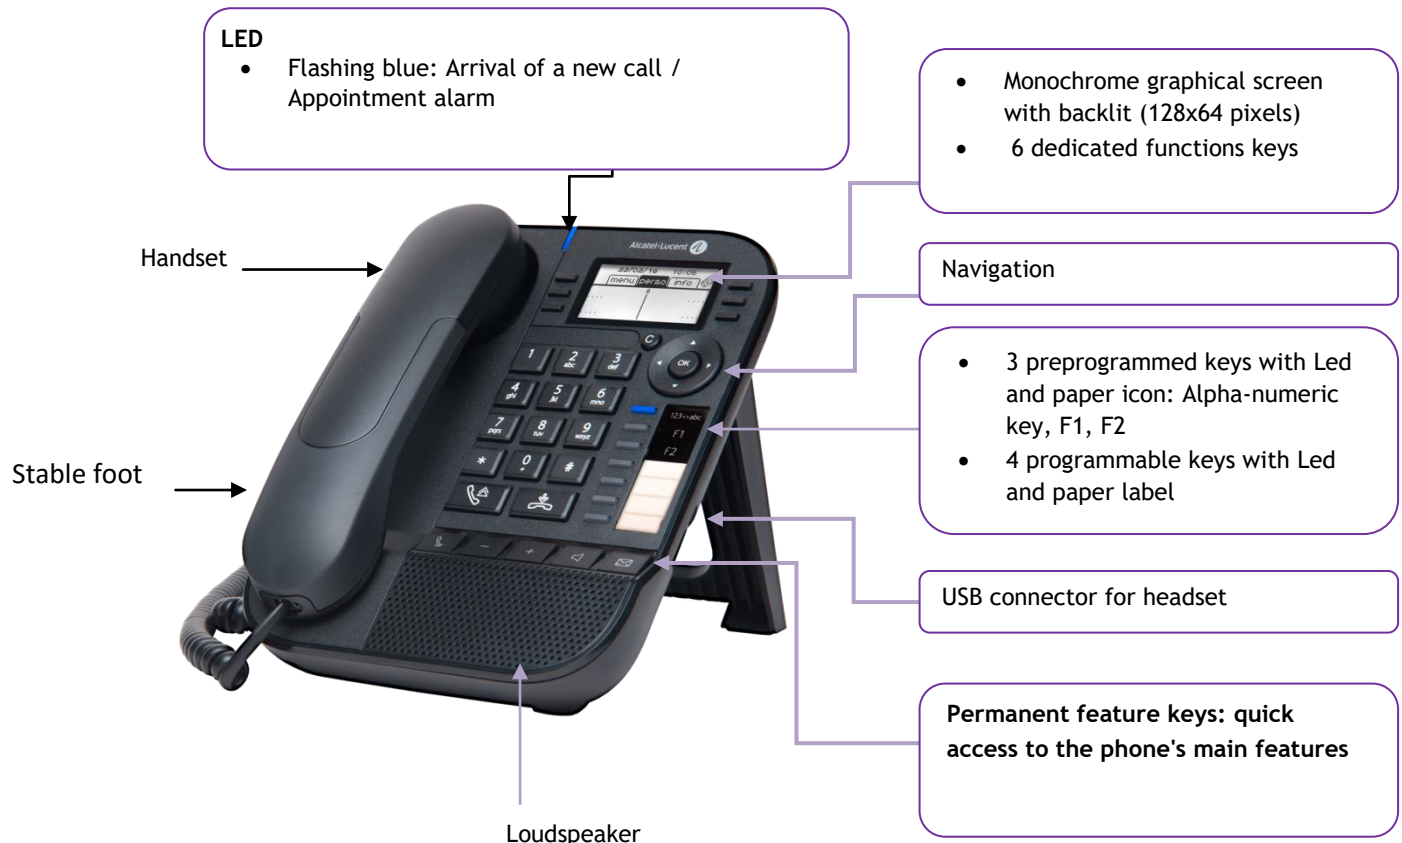 LED
• Flashing blue: Arrival of a new call /
Appointment alarm
• Monochrome graphical screen
with backlit (128x64 pixels)
• 6 dedicated functions keys
Handset
Navigation
• 3 preprogrammed keys with Led
and paper icon: Alpha-numeric
key, F1, F2
• 4 programmable keys with Led
and paper label
Stable foot
USB connector for headset
Permanent feature keys: quick
access to the phone's main features
Loudspeaker
Alcatel·Lucent
10:05
menu perso info
C
OK
1 2 abc 3 def
4 ghi 5 jkl 6 mno
7 pqrs 8 tuv 9 wxyz
* 0 + #
123↔abc
F1
F2
- +